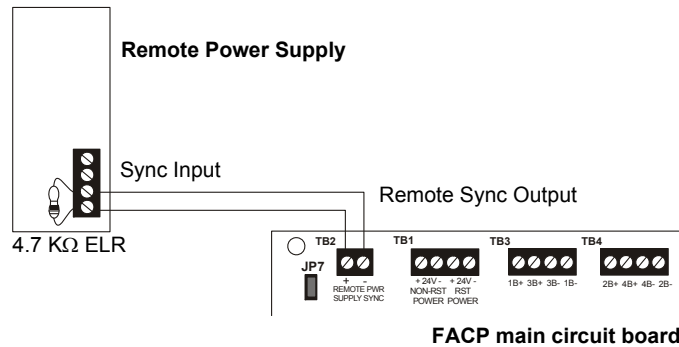 Remote Power Supply
Sync Input
Remote Sync Output
4.7 KΩ ELR
TB2 TB1 TB3 TB4
JP7
+ - + 24V - + 24V - 1B+ 3B+ 3B- 1B- 2B+ 4B+ 4B- 2B-
REMOTE PWR NON-RST RST
SUPPLY SYNC POWER POWER
FACP main circuit board